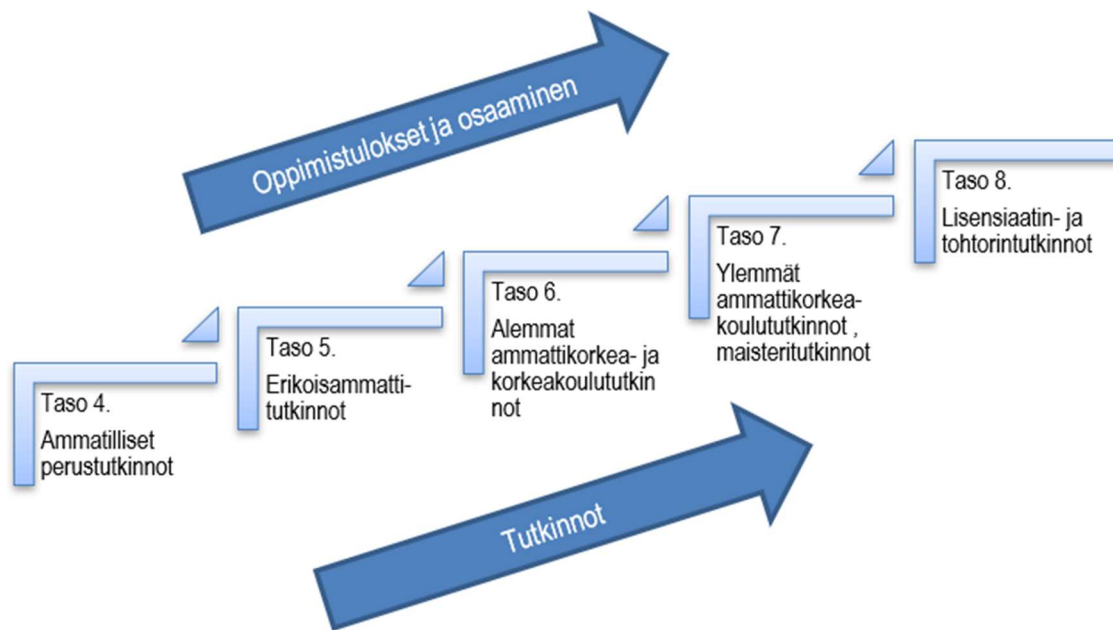 Oppimistulokset ja osaaminen
Taso 4.
Ammatilliset
perustutkinnot
Taso 5.
Erikoisammatti-
tutkinnot
Taso 6.
Alemmat
ammattikorkea- ja
korkeakoulututkin
not
Taso 7.
Ylemmät
ammattikorkea-
koulututkinnot ,
maisteritutkinnot
Taso 8.
Lisensiaatin- ja
tohtorintutkinnot
Tutkinnot